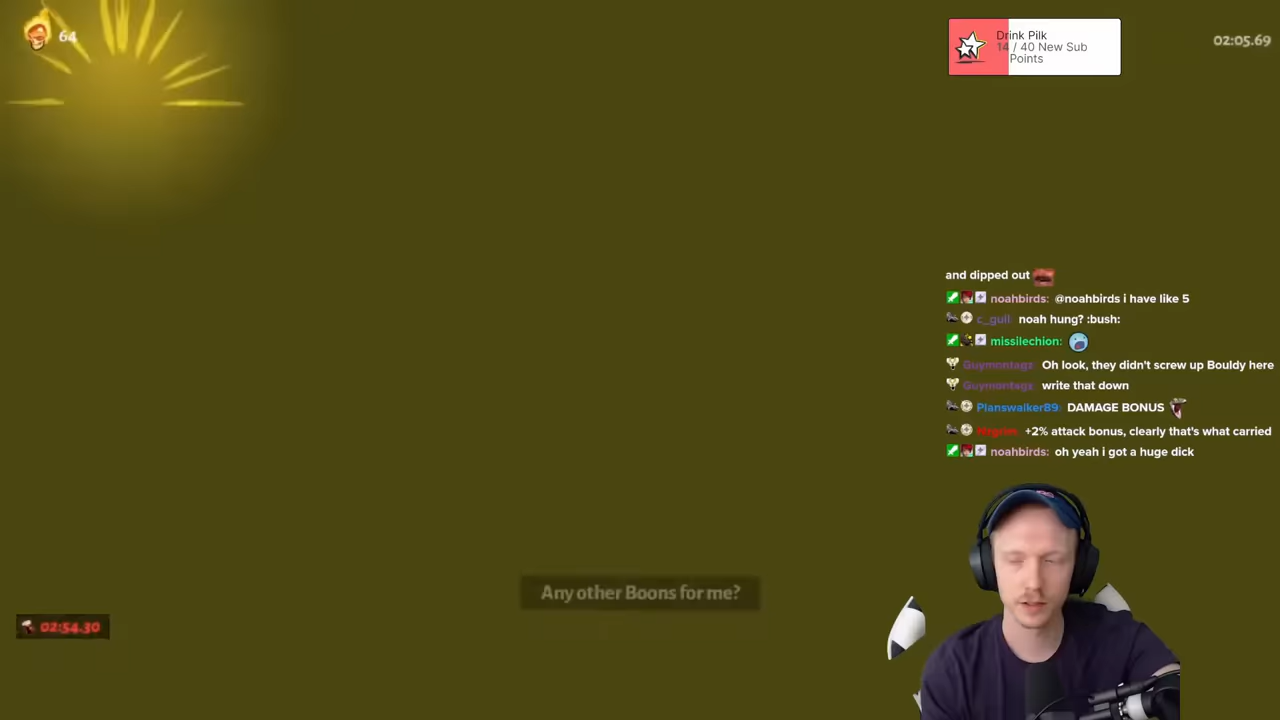 64
Drink Pilk
14 / 40 New Sub
Points
02:05.69
and dipped out
noahbirds: @noahbirds i have like 5
c_gull: noah hung? :bush:
missilechion:
Guymontagz: Oh look, they didn't screw up Bouldy here
Guymontagz: write that down
Planswalker89: DAMAGE BONUS
+2% attack bonus, clearly that's what carried
noahbirds: oh yeah i got a huge dick
Any other Boons for me?
02:54.30